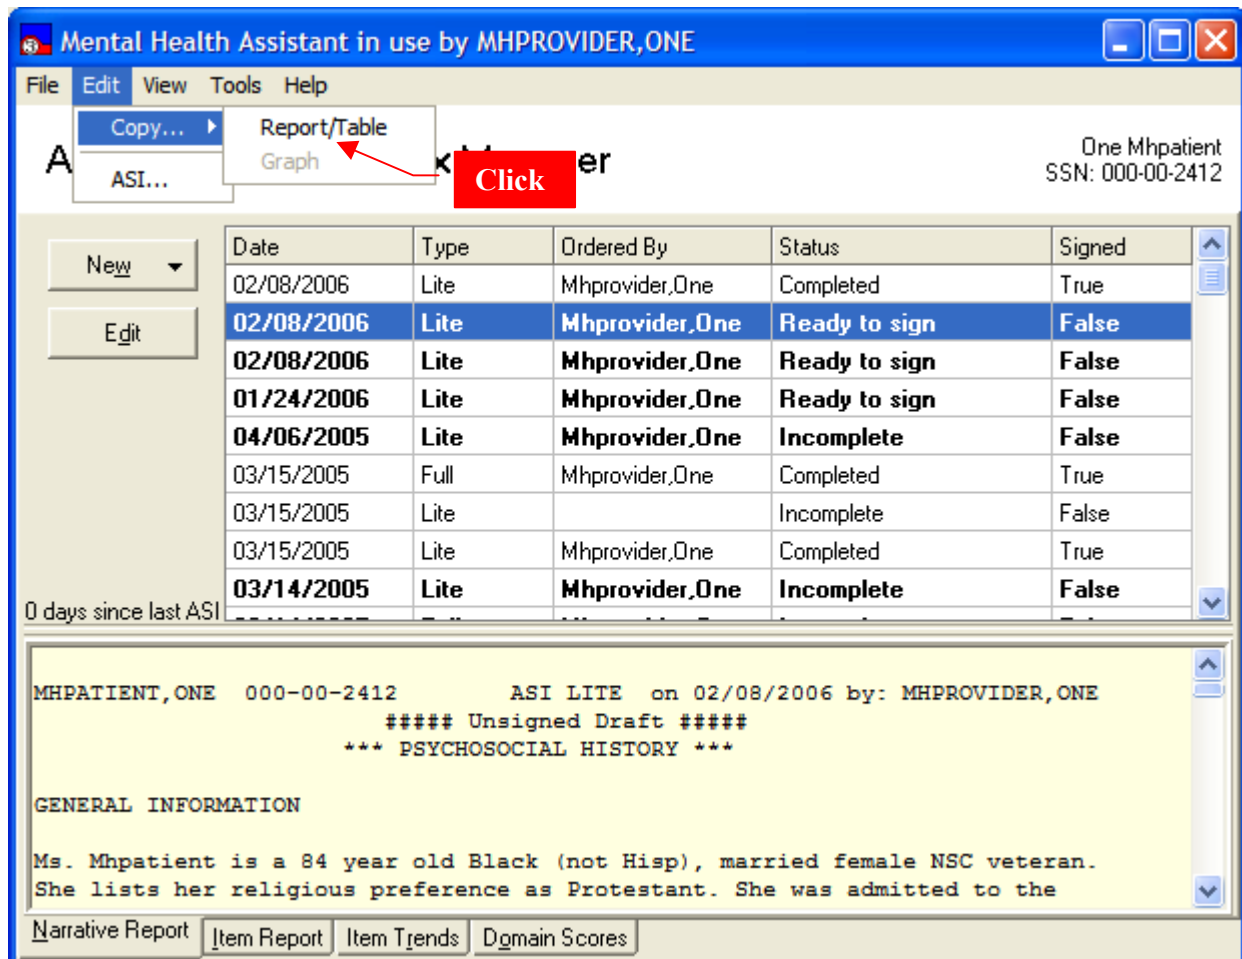 Mental Health Assistant in use by MHPROVIDER,ONE
File Edit View Tools Help
Copy...
Report/Table
Graph
ASI...
Click
A
er
One Mhpatient
SSN: 000-00-2412
New
Edit
0 days since last ASI
Date Type Ordered By Status Signed
02/08/2006 Lite Mhprovider,One Completed True
02/08/2006 Lite Mhprovider,One Ready to sign False
02/08/2006 Lite Mhprovider,One Ready to sign False
01/24/2006 Lite Mhprovider,One Ready to sign False
04/06/2005 Lite Mhprovider,One Incomplete False
03/15/2005 Full Mhprovider,One Completed True
03/15/2005 Lite Incomplete False
03/15/2005 Lite Mhprovider,One Completed True
03/14/2005 Lite Mhprovider,One Incomplete False
MHPATIENT,ONE 000-00-2412 ASI LITE on 02/08/2006 by: MHPROVIDER,ONE
##### Unsigned Draft #####
*** PSYCHOSOCIAL HISTORY ***
GENERAL INFORMATION
Ms. Mhpatient is a 84 year old Black (not Hisp), married female NSC veteran.
She lists her religious preference as Protestant. She was admitted to the
Narrative Report Item Report Item Trends Domain Scores